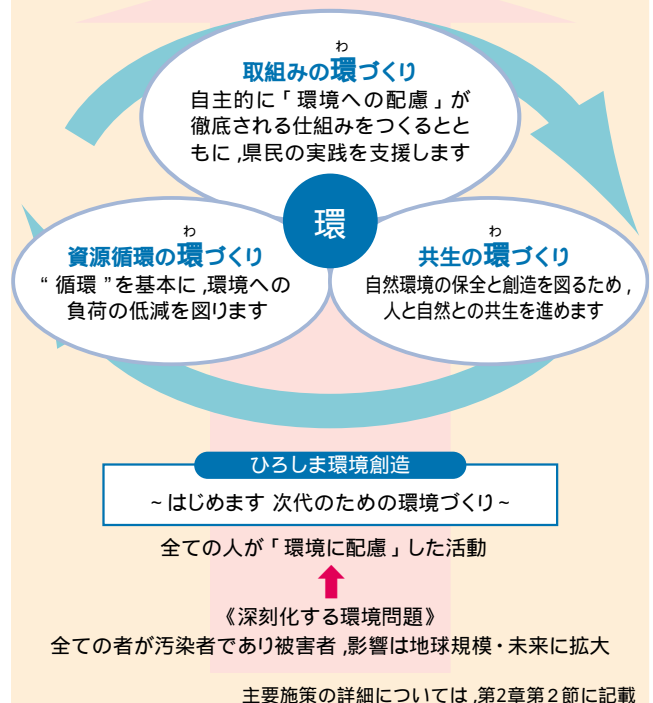 わ
取組みの環づくり
自主的に「環境への配慮」が
徹底される仕組みをつくるとと
もに,県民の実践を支援します
環
わ
資源循環の環づくり
“循環”を基本に,環境への
負荷の低減を図ります
わ
共生の環づくり
自然環境の保全と創造を図るため,
人と自然との共生を進めます
ひろしま環境創造
~はじめます 次代のための環境づくり~
全ての人が「環境に配慮」した活動
《深刻化する環境問題》
全ての者が汚染者であり被害者,影響は地球規模・未来に拡大
主要施策の詳細については,第2章第2節に記載